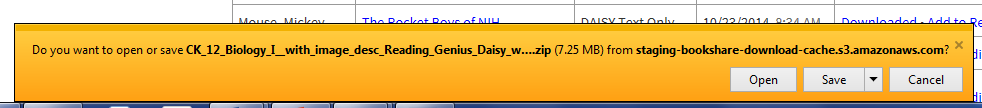 Mouse, Mickey The Rocket Boys of NIH DAISY Text Only 10/23/2014 9:34 AM Downloaded - Add to Re
Do you want to open or save CK_12_Biology_I__with_image_desc_Reading_Genius_Daisy_w....zip (7.25 MB) from staging-bookshare-download-cache.s3.amazonaws.com?
Open Save Cancel